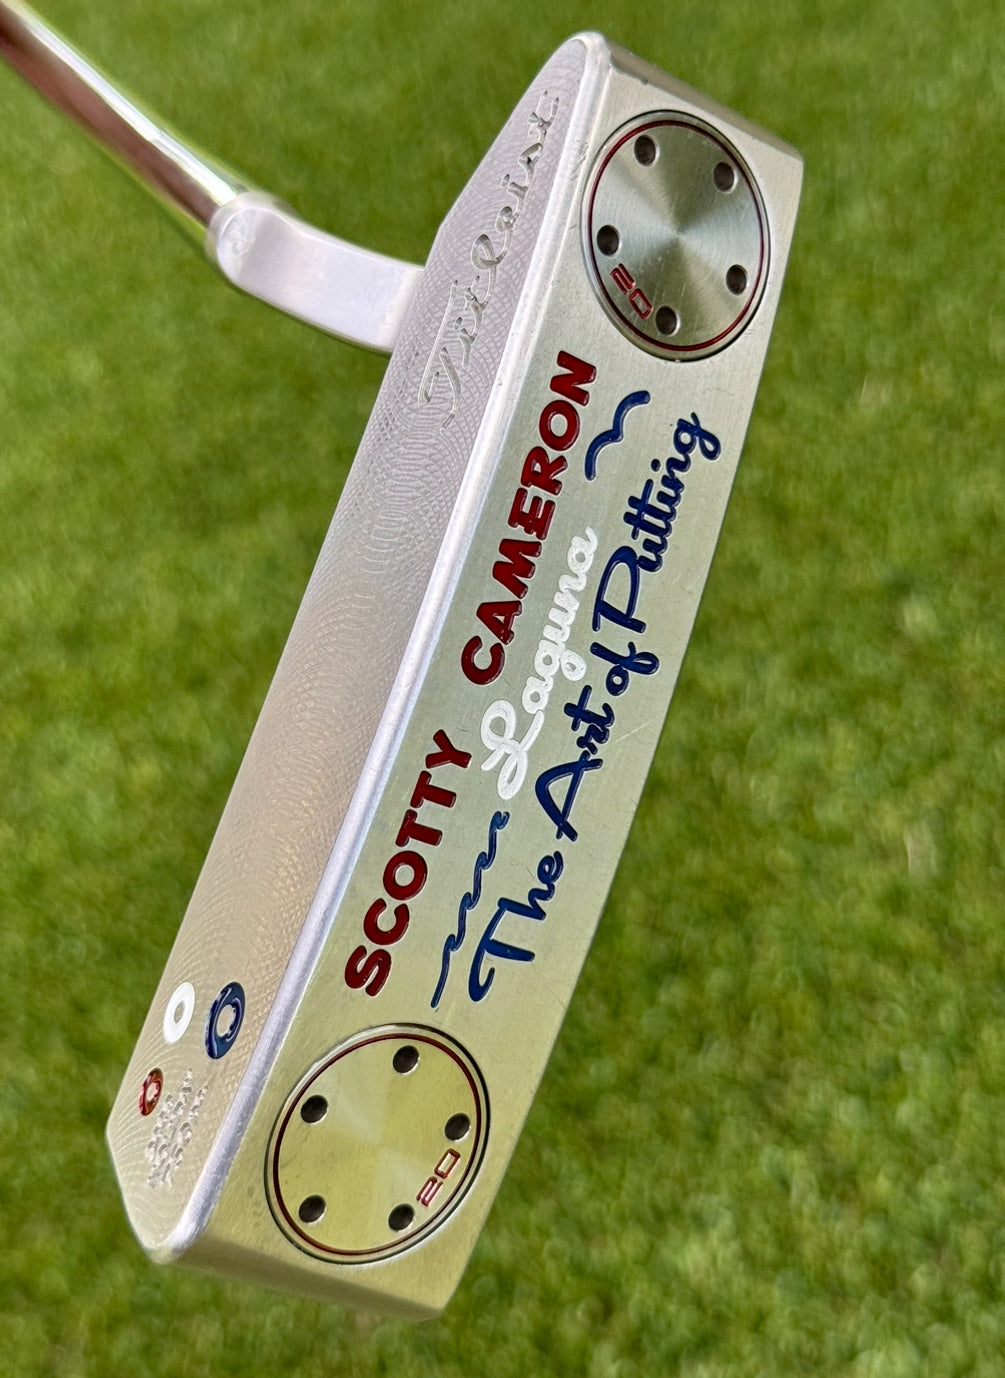 Titleist
20
SCOTTY CAMERON
Laguna
The Art of Putting
20